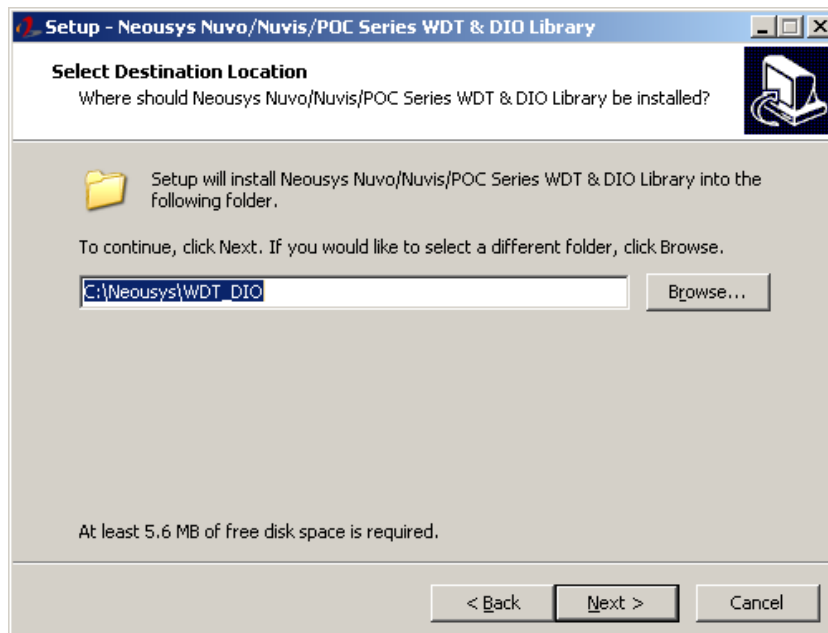 Setup - Neousys Nuvo/Nuvis/POC Series WDT & DIO Library
Select Destination Location
Where should Neousys Nuvo/Nuvis/POC Series WDT & DIO Library be installed?
Setup will install Neousys Nuvo/Nuvis/POC Series WDT & DIO Library into the
following folder.
To continue, click Next. If you would like to select a different folder, click Browse.
C:\Neousys\WDT_DIO
Browse...
At least 5.6 MB of free disk space is required.
< Back
Next >
Cancel